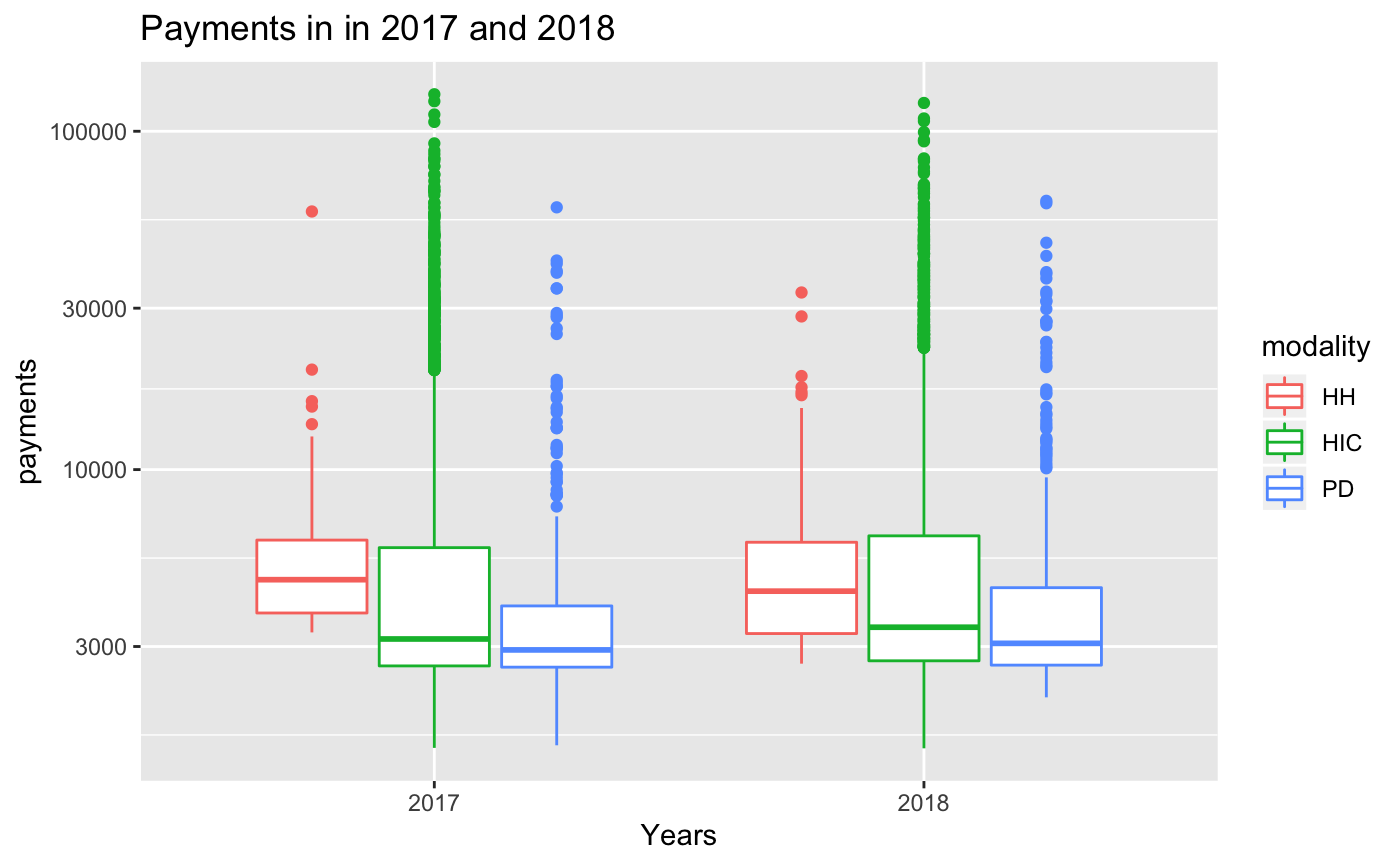 Payments in in 2017 and 2018
payments
100000
30000
10000
3000
2017
2018
Years
modality
HH
HIC
PD